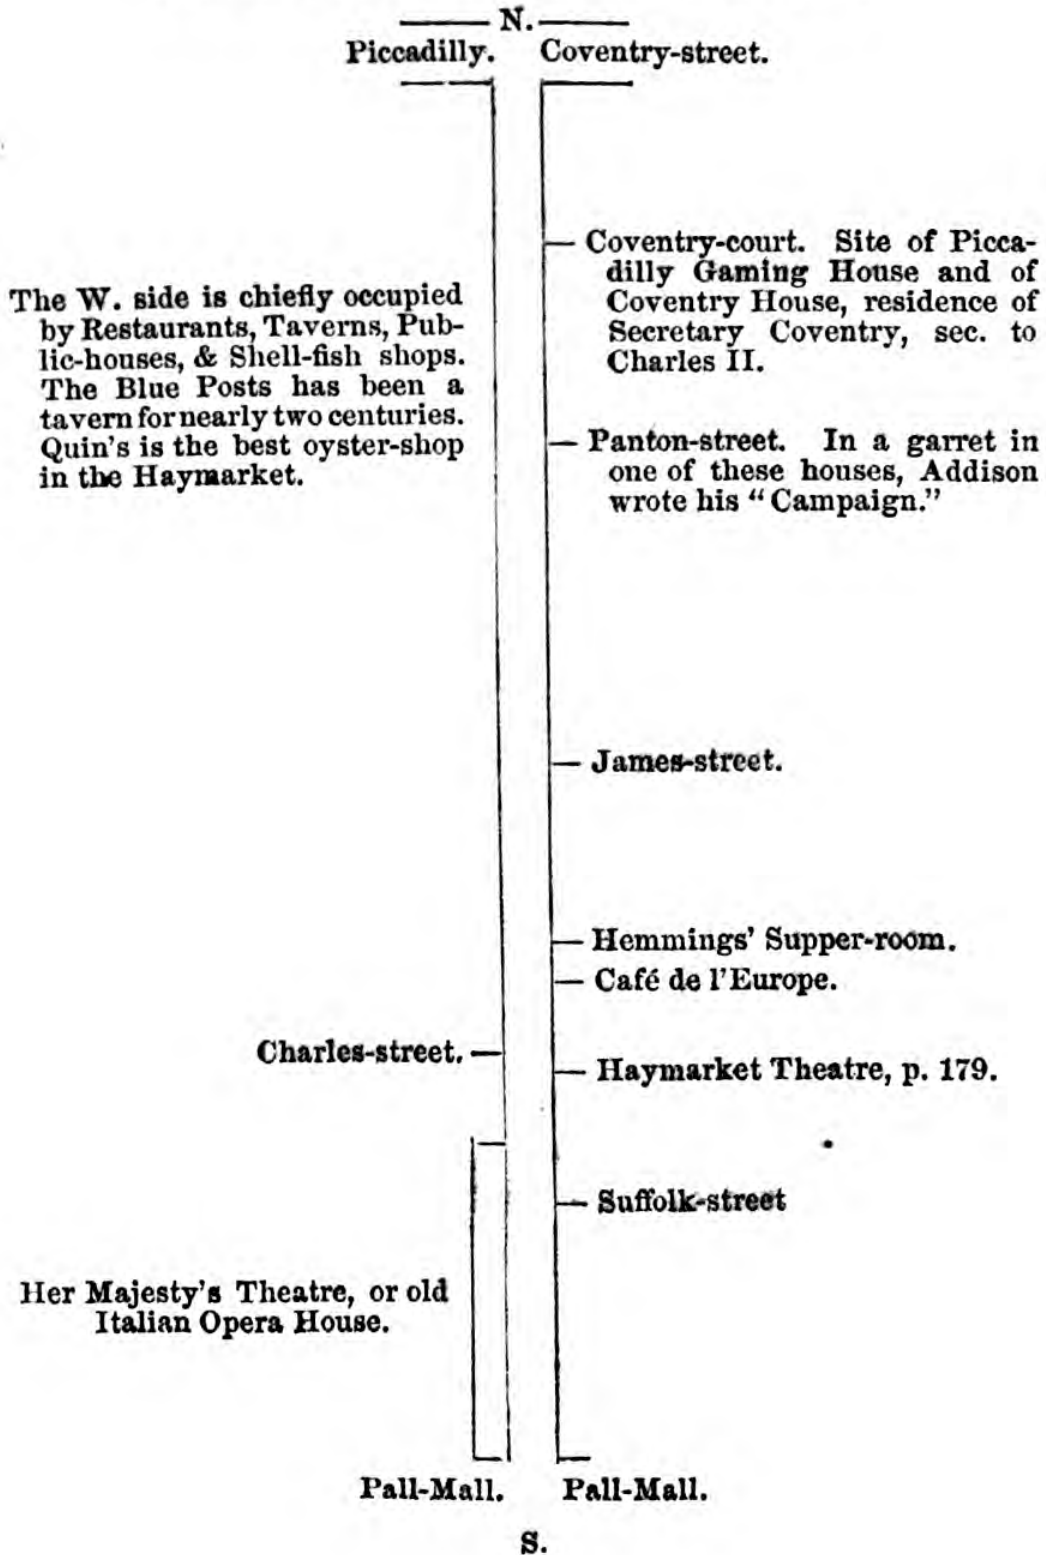 N.
Piccadilly. Coventry-street.
Coventry-court. Site of Picca-
dilly Gaming House and of
Coventry House, residence of
Secretary Coventry, sec. to
Charles II.
The W. side is chiefly occupied
by Restaurants, Taverns, Pub-
lic-houses, & Shell-fish shops.
The Blue Posts has been a
tavern for nearly two centuries.
Quin's is the best oyster-shop
in the Haymarket.
Panton-street. In a garret in
one of these houses, Addison
wrote his "Campaign."
James-street.
Hemmings' Supper-room.
Café de l'Europe.
Charles-street.
Haymarket Theatre, p. 179.
Suffolk-street
Her Majesty's Theatre, or old
Italian Opera House.
Pall-Mall. Pall-Mall.
S.